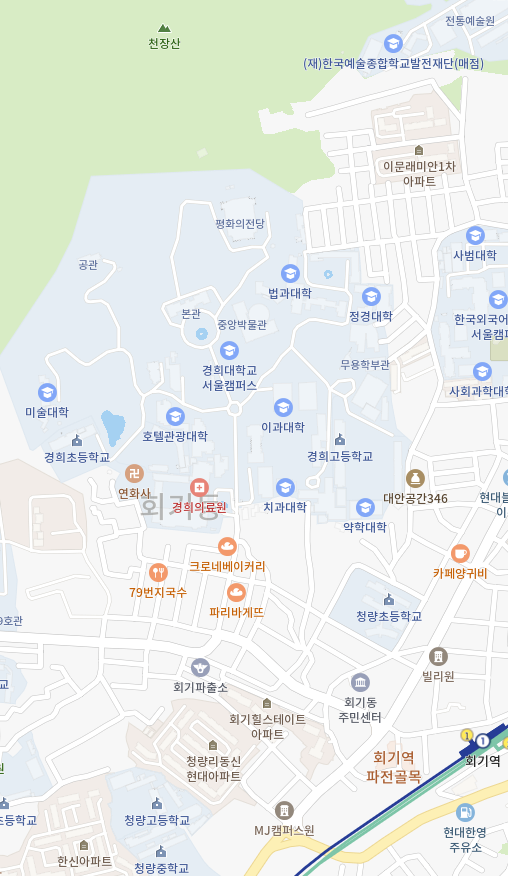 전통예술원
천장산
(재)한국예술종합학교발전재단(매점)
이문래미안1차
아파트
평화의전당
사범대학
공관
법과대학
정경대학
본관
중앙박물관
한국외국어
서울캠퍼
무용학부관
경희대학교
서울캠퍼스
사회과학대학
미술대학
이과대학
호텔관광대학
경희초등학교
경희고등학교
연화사
대안공간346
회기동
경희의료원
치과대학
약학대학
크로네베이커리
카페양귀비
79번지국수
파리바게뜨
청량초등학교
9호관
빌리원
회기파출소
회기동
주민센터
회기힐스테이트
아파트
1
1
회기역
청량리동신
현대아파트
회기역
파전골목
초등학교
청량고등학교
MJ캠퍼스원
현대한영
주유소
한신아파트
청량중학교